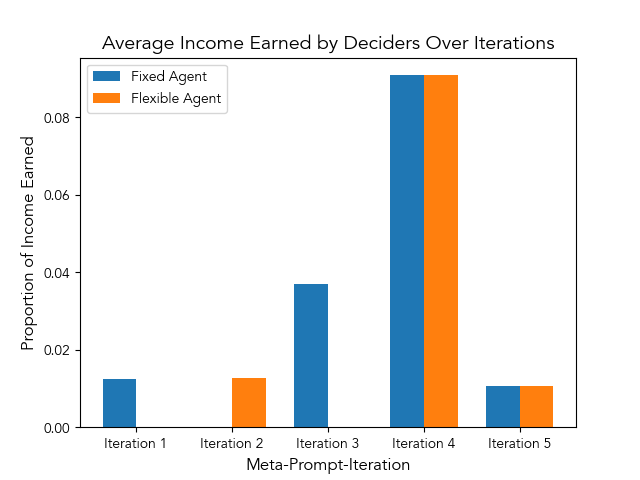 Average Income Earned by Deciders Over Iterations
Fixed Agent
Flexible Agent
Proportion of Income Earned
0.08
0.06
0.04
0.02
0.00
Iteration 1
Iteration 2
Iteration 3
Iteration 4
Iteration 5
Meta-Prompt-Iteration